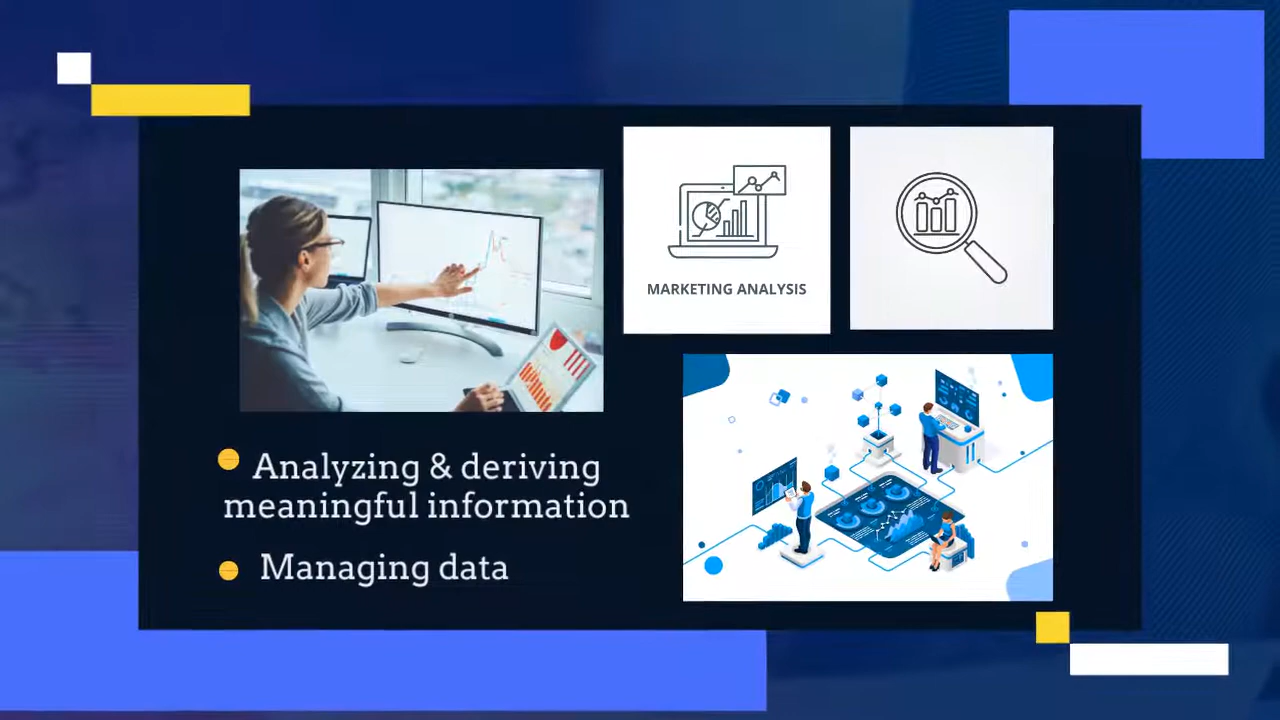 MARKETING ANALYSIS
Analyzing & deriving
meaningful information
Managing data